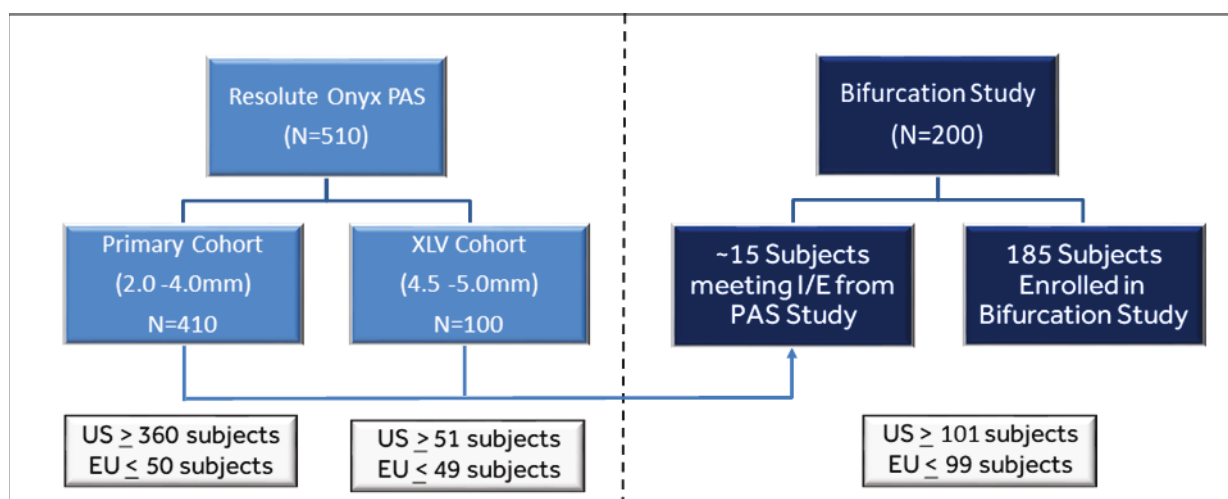 Resolute Onyx PAS
(N=510)
Primary Cohort
(2.0 -4.0mm)
N=410
XLV Cohort
(4.5 -5.0mm)
N=100
US ≥ 360 subjects
EU ≤ 50 subjects
US ≥ 51 subjects
EU ≤ 49 subjects
Bifurcation Study
(N=200)
~15 Subjects
meeting I/E from
PAS Study
185 Subjects
Enrolled in
Bifurcation Study
US ≥ 101 subjects
EU ≤ 99 subjects